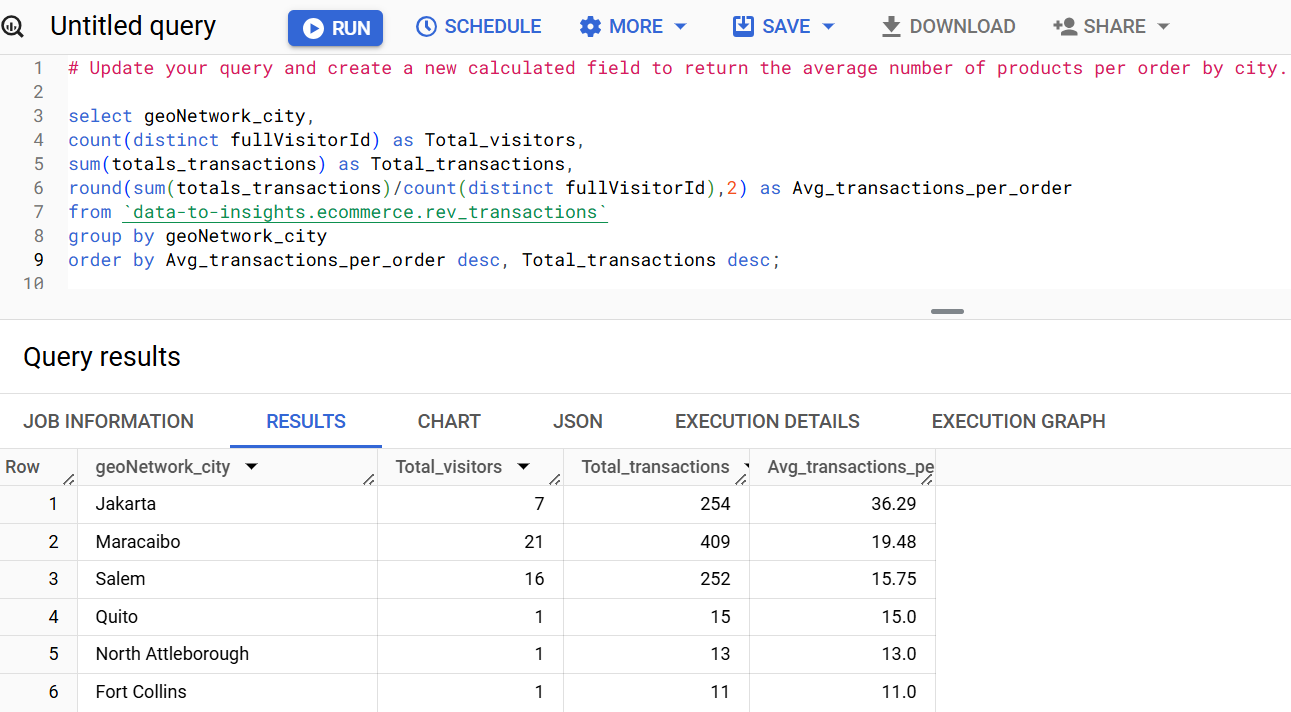 Untitled query RUN SCHEDULE MORE SAVE DOWNLOAD SHARE
1 # Update your query and create a new calculated field to return the average number of products per order by city.
2
3 select geoNetwork_city,
4 count(distinct fullVisitorId) as Total_visitors,
5 sum(totals_transactions) as Total_transactions,
6 round(sum(totals_transactions)/count(distinct fullVisitorId),2) as Avg_transactions_per_order
7 from `data-to-insights.ecommerce.rev_transactions`
8 group by geoNetwork_city
9 order by Avg_transactions_per_order desc, Total_transactions desc;
10
Query results
JOB INFORMATION RESULTS CHART JSON EXECUTION DETAILS EXECUTION GRAPH
Row geoNetwork_city Total_visitors Total_transactions Avg_transactions_pe
1 Jakarta 7 254 36.29
2 Maracaibo 21 409 19.48
3 Salem 16 252 15.75
4 Quito 1 15 15.0
5 North Attleborough 1 13 13.0
6 Fort Collins 1 11 11.0